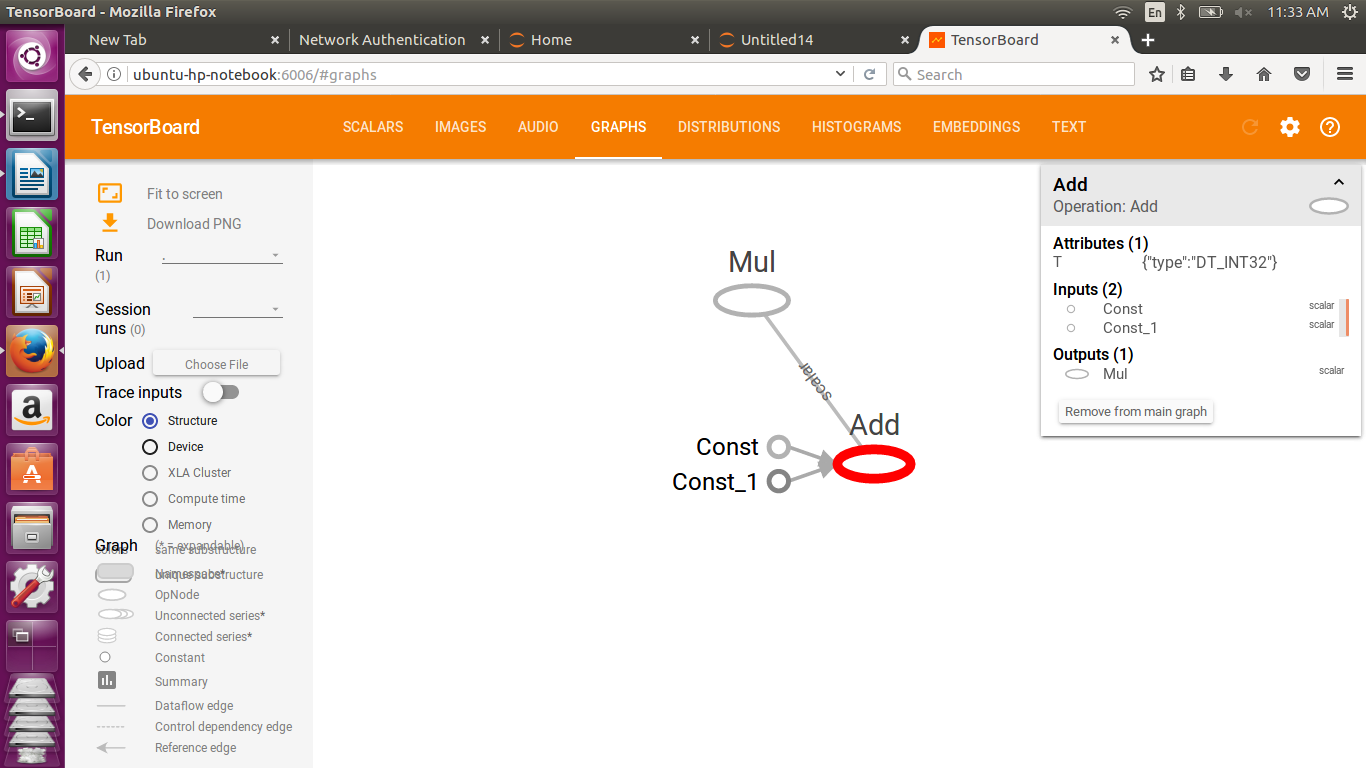 TensorBoard - Mozilla Firefox
En
11:33 AM
New Tab
Network Authentication
Home
Untitled14
TensorBoard
ubuntu-hp-notebook:6006/#graphs
Search
TensorBoard
SCALARS
IMAGES
AUDIO
GRAPHS
DISTRIBUTIONS
HISTOGRAMS
EMBEDDINGS
TEXT
Fit to screen
Download PNG
Run
(1)
.
Session
runs (0)
Upload
Choose File
Trace inputs
Color
Structure
Device
XLA Cluster
Compute time
Memory
Graph
(* = expandable)
colors
same substructure
Namespace*
unique substructure
OpNode
Unconnected series*
Connected series*
Constant
Summary
Dataflow edge
Control dependency edge
Reference edge
Mul
scalar
Add
Const
Const_1
Add
Operation: Add
Attributes (1)
T {"type":"DT_INT32"}
Inputs (2)
Const scalar
Const_1 scalar
Outputs (1)
Mul scalar
Remove from main graph